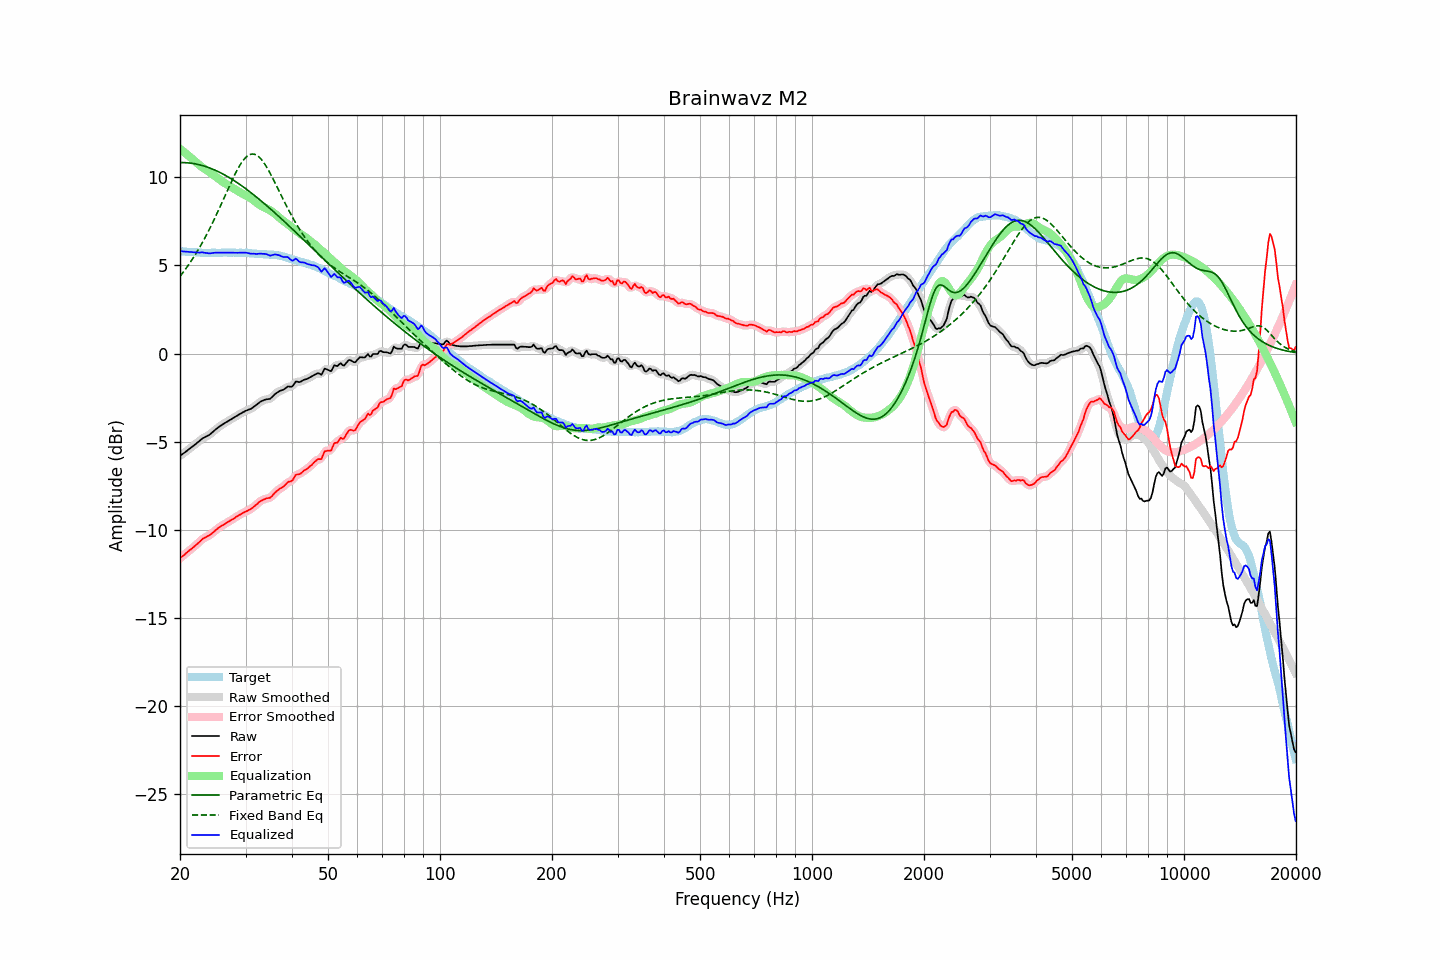 Brainwavz M2
Amplitude (dBr)
10
5
0
−5
−10
−15
−20
−25
Target
Raw Smoothed
Error Smoothed
Raw
Error
Equalization
Parametric Eq
Fixed Band Eq
Equalized
20 50 100 200 500 1000 2000 5000 10000 20000
Frequency (Hz)